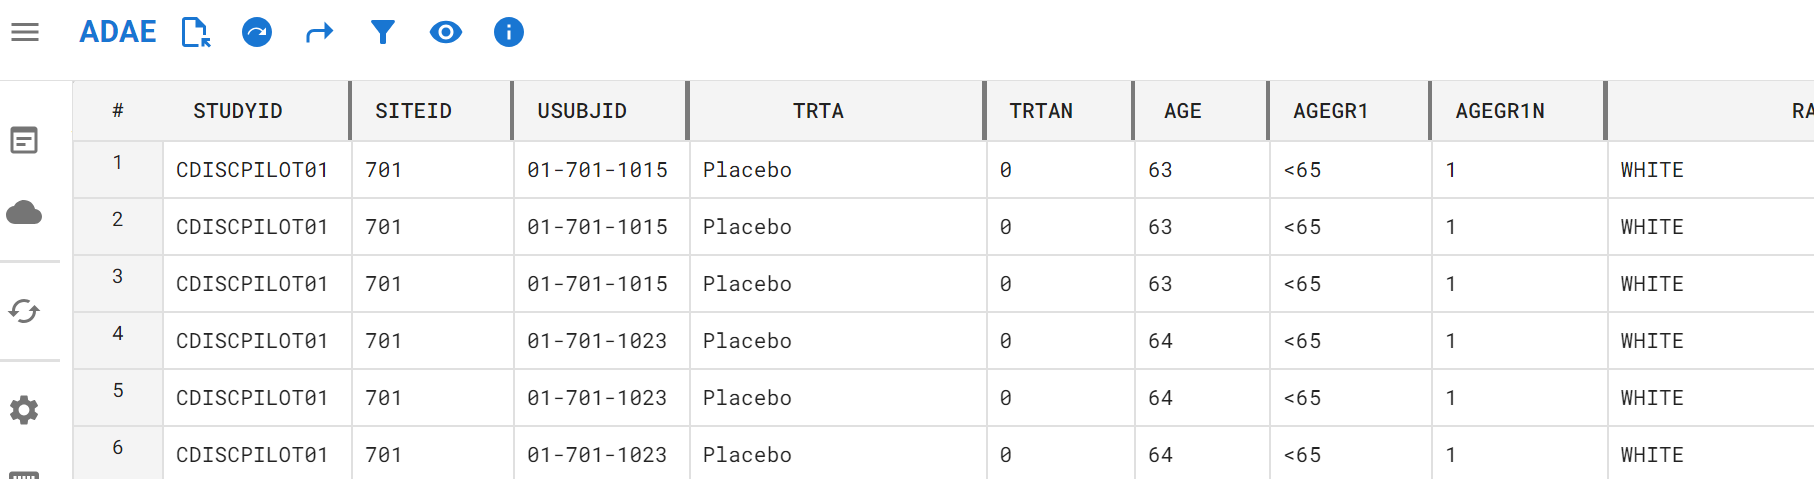 ADAE
# STUDYID SITEID USUBJID TRTA TRTAN AGE AGEGR1 AGEGR1N RA
1 CDISCPILOT01 701 01-701-1015 Placebo 0 63 <65 1 WHITE
2 CDISCPILOT01 701 01-701-1015 Placebo 0 63 <65 1 WHITE
3 CDISCPILOT01 701 01-701-1015 Placebo 0 63 <65 1 WHITE
4 CDISCPILOT01 701 01-701-1023 Placebo 0 64 <65 1 WHITE
5 CDISCPILOT01 701 01-701-1023 Placebo 0 64 <65 1 WHITE
6 CDISCPILOT01 701 01-701-1023 Placebo 0 64 <65 1 WHITE